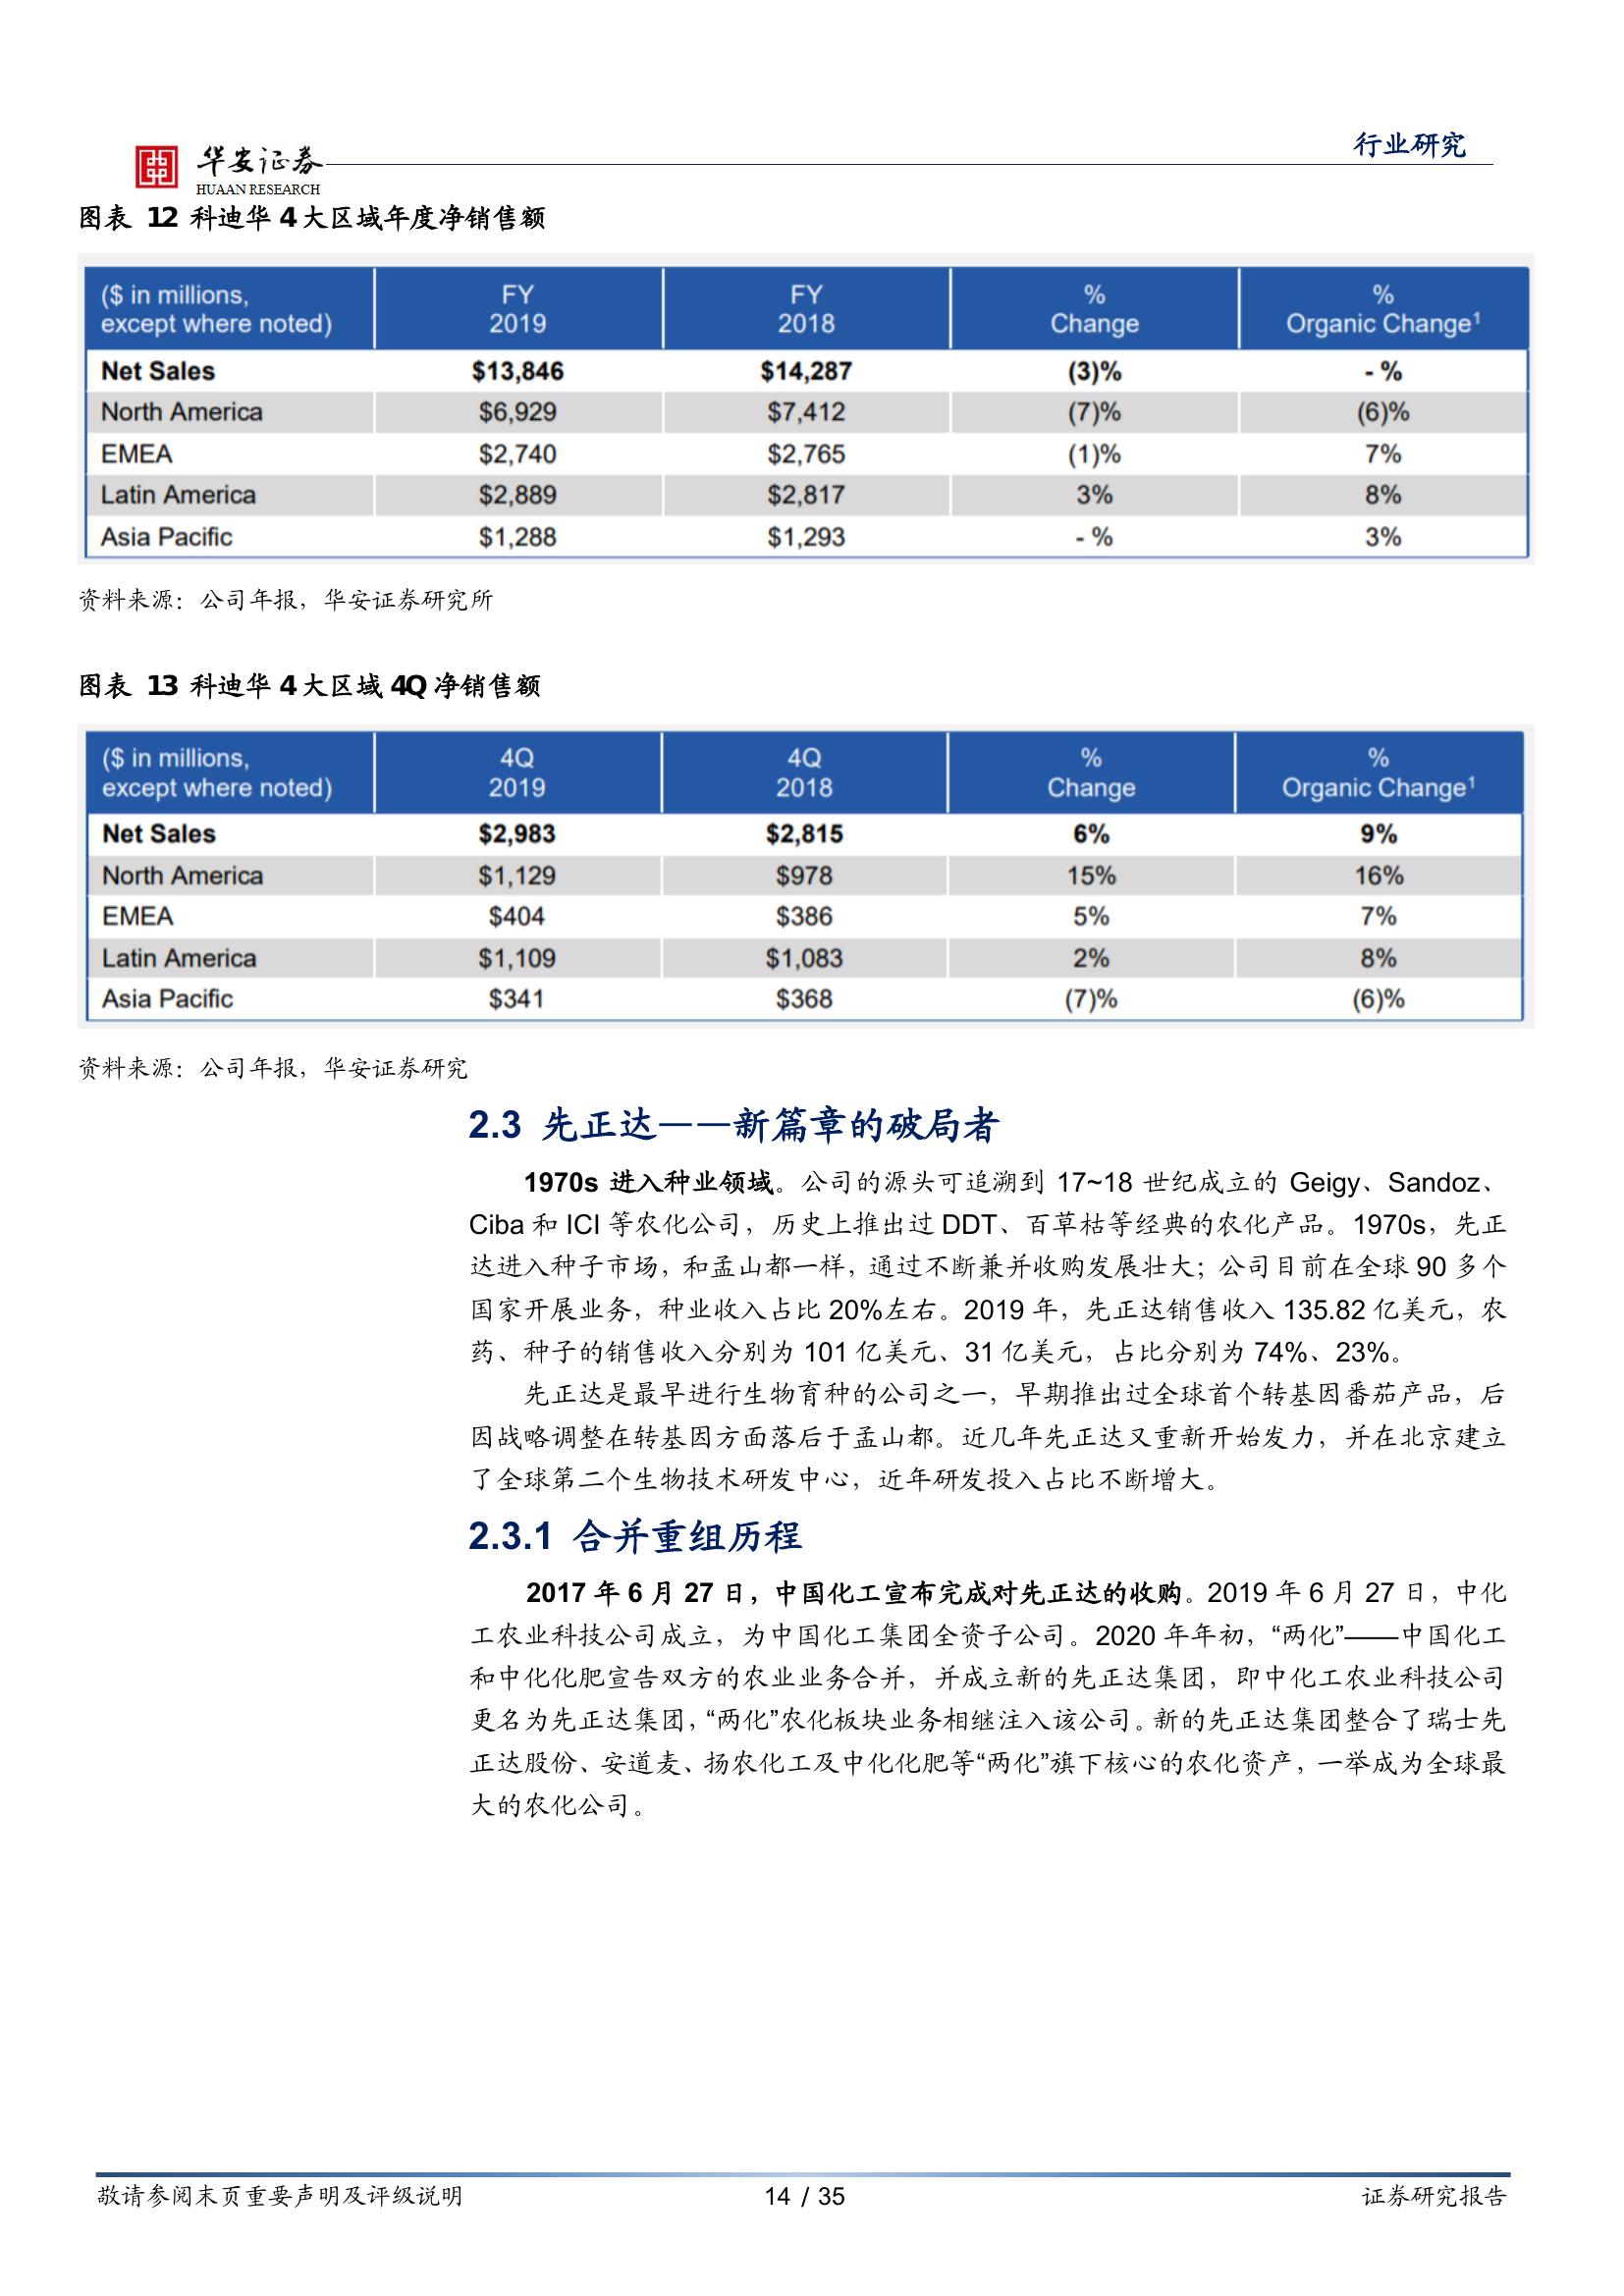 行业研究
华安证券
HUAAN RESEARCH
图表 12 科迪华 4 大区域年度净销售额
($ in millions, except where noted) FY 2019 FY 2018 % Change % Organic Change¹
Net Sales $13,846 $14,287 (3)% - %
North America $6,929 $7,412 (7)% (6)%
EMEA $2,740 $2,765 (1)% 7%
Latin America $2,889 $2,817 3% 8%
Asia Pacific $1,288 $1,293 - % 3%
资料来源：公司年报，华安证券研究所
图表 13 科迪华 4 大区域 4Q 净销售额
($ in millions, except where noted) 4Q 2019 4Q 2018 % Change % Organic Change¹
Net Sales $2,983 $2,815 6% 9%
North America $1,129 $978 15% 16%
EMEA $404 $386 5% 7%
Latin America $1,109 $1,083 2% 8%
Asia Pacific $341 $368 (7)% (6)%
资料来源：公司年报，华安证券研究
2.3 先正达——新篇章的破局者
1970s 进入种业领域。公司的源头可追溯到 17~18 世纪成立的 Geigy、Sandoz、
Ciba 和 ICI 等农化公司，历史上推出过 DDT、百草枯等经典的农化产品。1970s，先正
达进入种子市场，和孟山都一样，通过不断兼并收购发展壮大；公司目前在全球 90 多个
国家开展业务，种业收入占比 20%左右。2019 年，先正达销售收入 135.82 亿美元，农
药、种子的销售收入分别为 101 亿美元、31 亿美元，占比分别为 74%、23%。
先正达是最早进行生物育种的公司之一，早期推出过全球首个转基因番茄产品，后
因战略调整在转基因方面落后于孟山都。近几年先正达又重新开始发力，并在北京建立
了全球第二个生物技术研发中心，近年研发投入占比不断增大。
2.3.1 合并重组历程
2017 年 6 月 27 日，中国化工宣布完成对先正达的收购。2019 年 6 月 27 日，中化
工农业科技公司成立，为中国化工集团全资子公司。2020 年年初，“两化”——中国化工
和中化化肥宣告双方的农业业务合并，并成立新的先正达集团，即中化工农业科技公司
更名为先正达集团，“两化”农化板块业务相继注入该公司。新的先正达集团整合了瑞士先
正达股份、安道麦、扬农化工及中化化肥等“两化”旗下核心的农化资产，一举成为全球最
大的农化公司。
敬请参阅末页重要声明及评级说明 14 / 35 证券研究报告